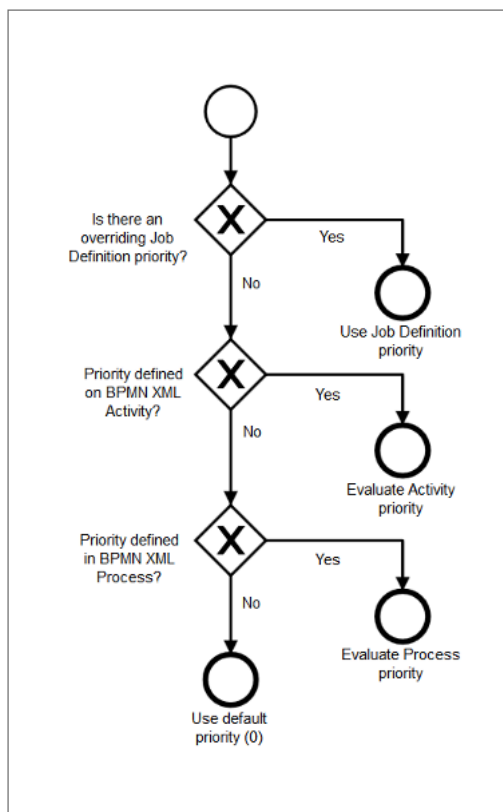 Is there an
overriding Job
Definition priority?
Yes
No
Use Job Definition
priority
Priority defined
on BPMN XML
Activity?
Yes
No
Evaluate Activity
priority
Priority defined
in BPMN XML
Process?
Yes
No
Evaluate Process
priority
Use default
priority (0)